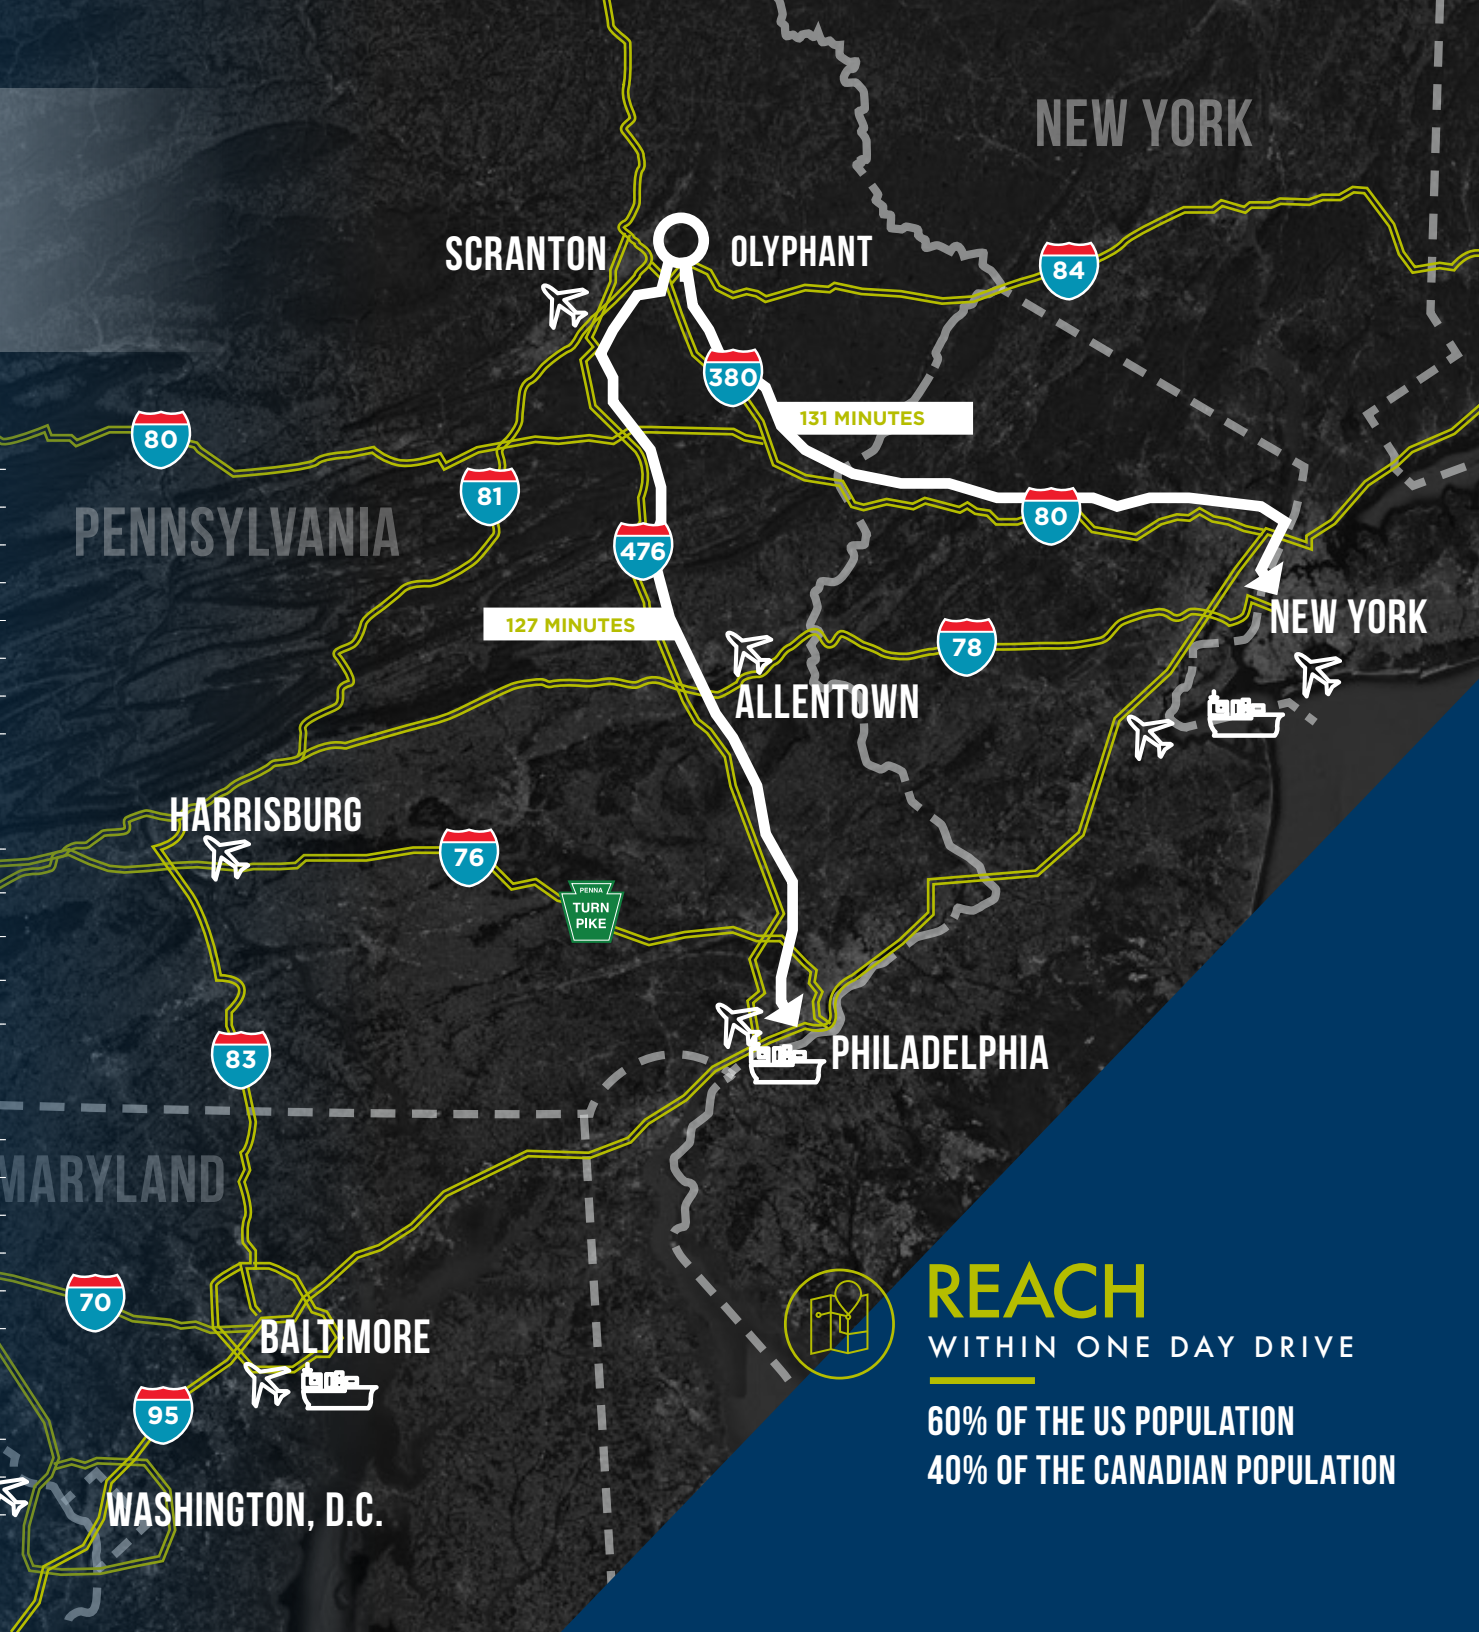 NEW YORK
SCRANTON
OLYPHANT
84
380
131 MINUTES
80
81
80
PENNSYLVANIA
476
127 MINUTES
NEW YORK
78
ALLENTOWN
HARRISBURG
76
PENNA
TURN
PIKE
PHILADELPHIA
83
MARYLAND
70
BALTIMORE
95
WASHINGTON, D.C.
REACH
WITHIN ONE DAY DRIVE
60% OF THE US POPULATION
40% OF THE CANADIAN POPULATION